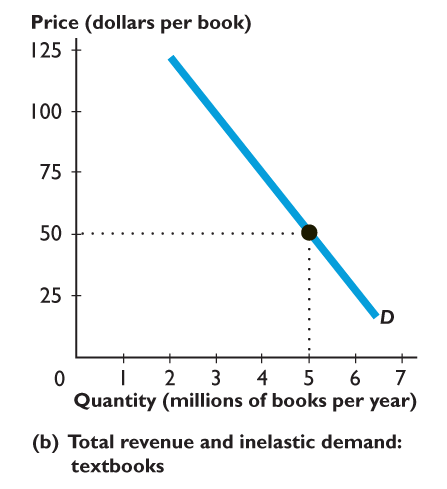 Price (dollars per book)
125
100
75
50
25
D
0 1 2 3 4 5 6 7
Quantity (millions of books per year)
(b) Total revenue and inelastic demand:
textbooks